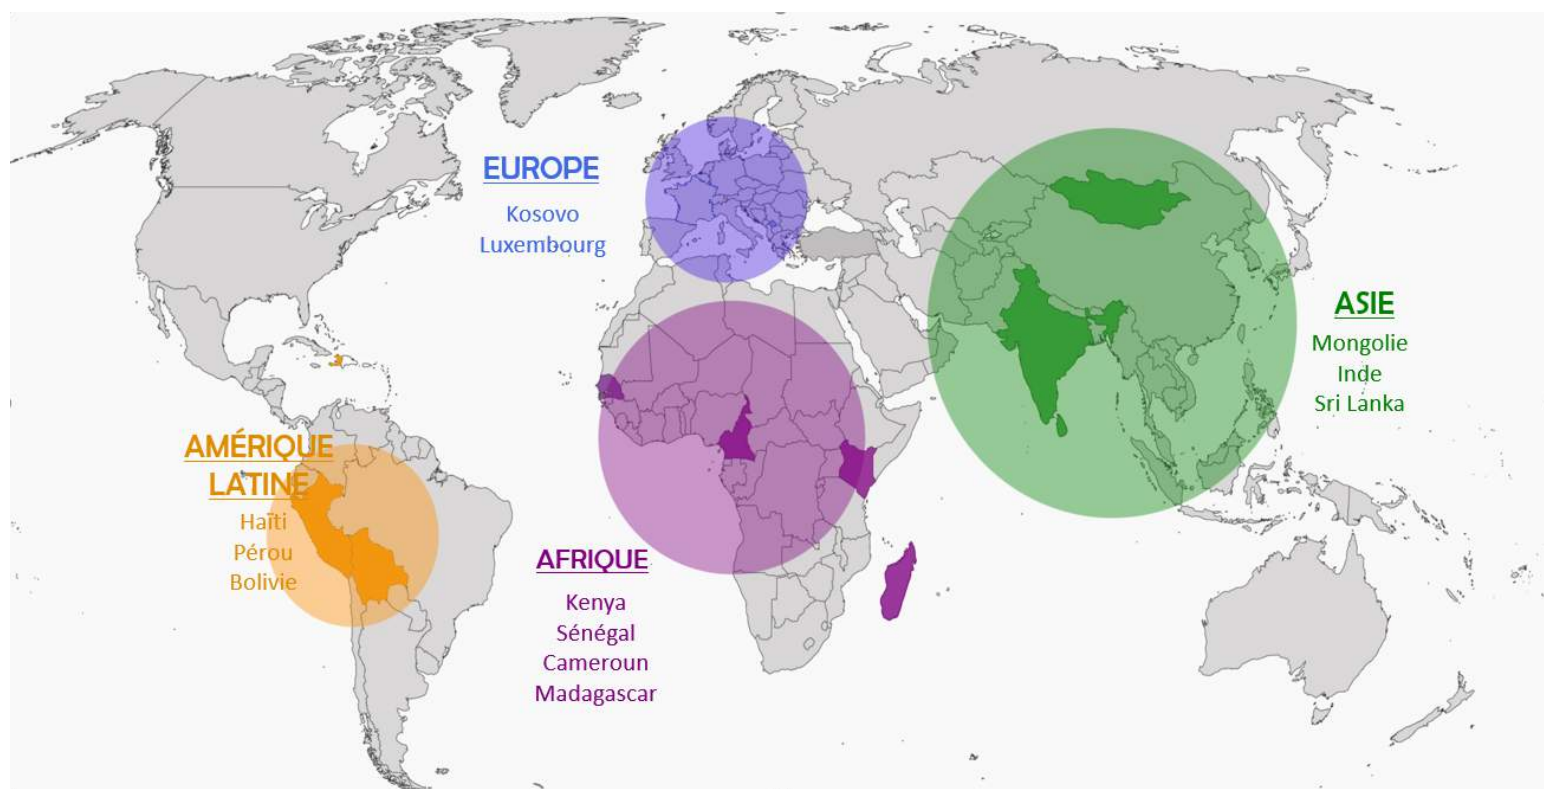 EUROPE
Kosovo
Luxembourg
ASIE
Mongolie
Inde
Sri Lanka
AMÉRIQUE
LATINE
Haïti
Pérou
Bolivie
AFRIQUE
Kenya
Sénégal
Cameroun
Madagascar